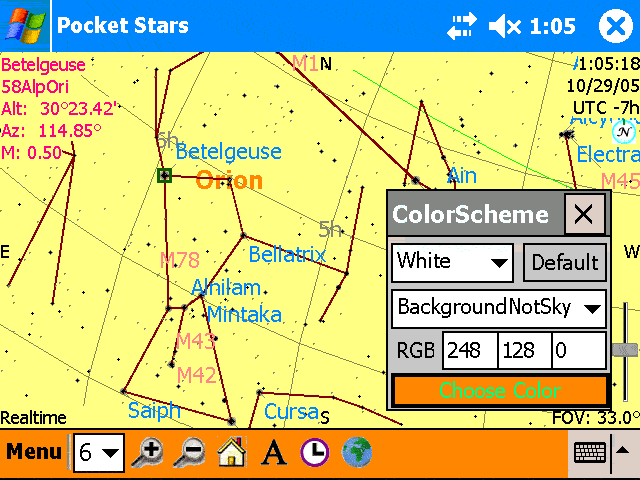 Pocket Stars 1:05
Betelgeuse
58AlpOri
Alt: 30°23.42'
Az: 114.85°
M: 0.50
M1
N
1:05:18
10/29/05
UTC -7h
N
Electra
M45
5h
Betelgeuse
Orion
Ain
5h
E
W
M78
Bellatrix
Alnilam
Mintaka
M43
M42
Saiph
Cursa
S
ColorScheme
White Default
BackgroundNotSky
RGB 248 128 0
Choose Color
Realtime
FOV: 33.0°
Menu 6 A